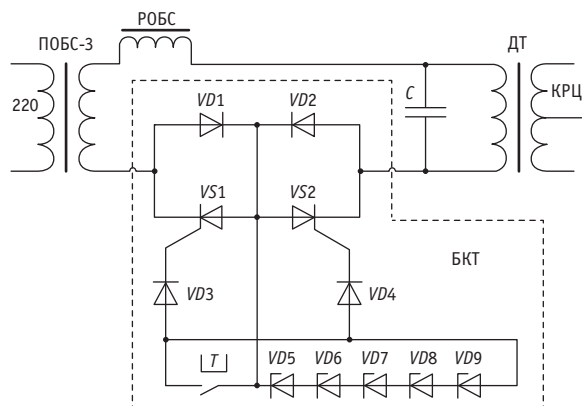 РОБС
ПОБС-3
ДТ
220
КРЦ
C
VD1
VD2
VS1
VS2
БКТ
VD3
VD4
T
VD5
VD6
VD7
VD8
VD9